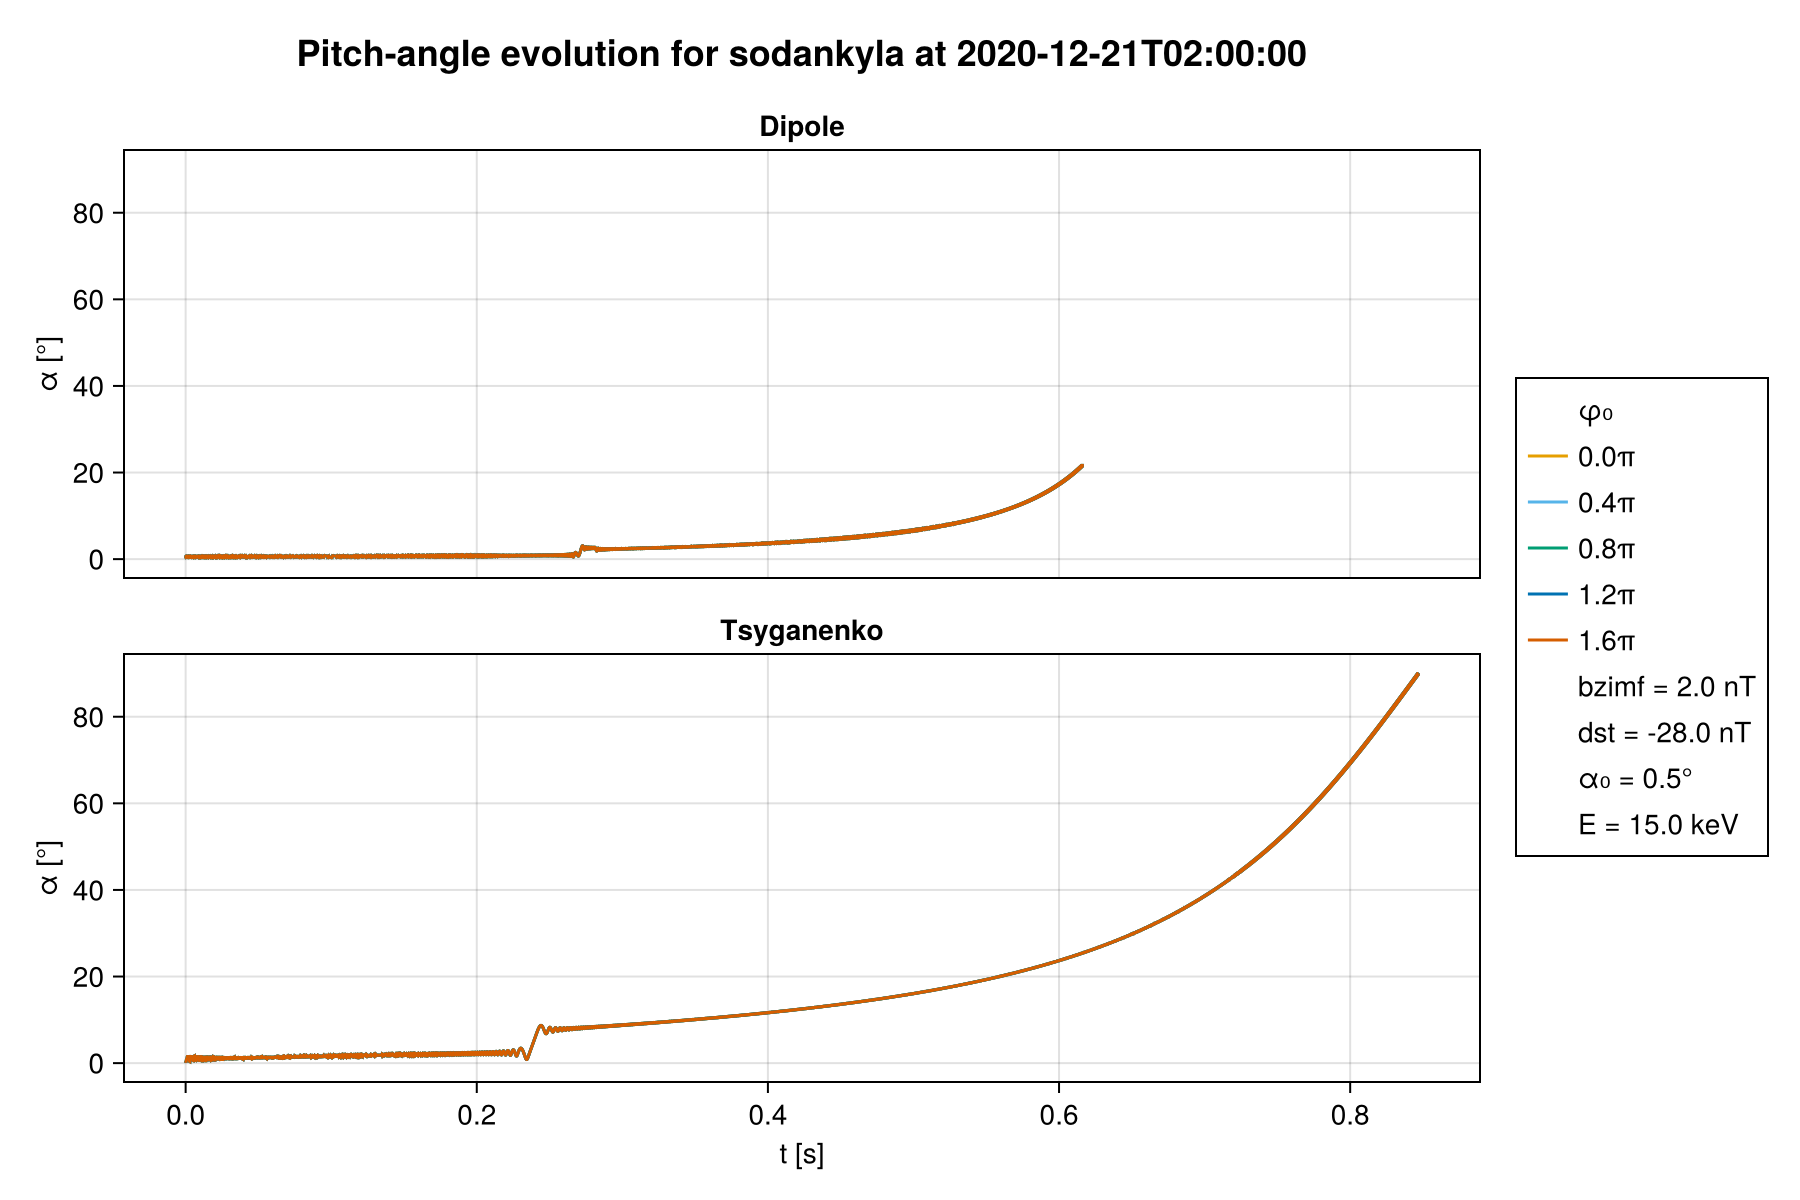 Pitch-angle evolution for sodankyla at 2020-12-21T02:00:00
Dipole
80
60
40
20
0
α [°]
Tsyganenko
80
60
40
20
0
α [°]
0.0 0.2 0.4 0.6 0.8
t [s]
φ₀
0.0π
0.4π
0.8π
1.2π
1.6π
bzimf = 2.0 nT
dst = -28.0 nT
α₀ = 0.5°
E = 15.0 keV